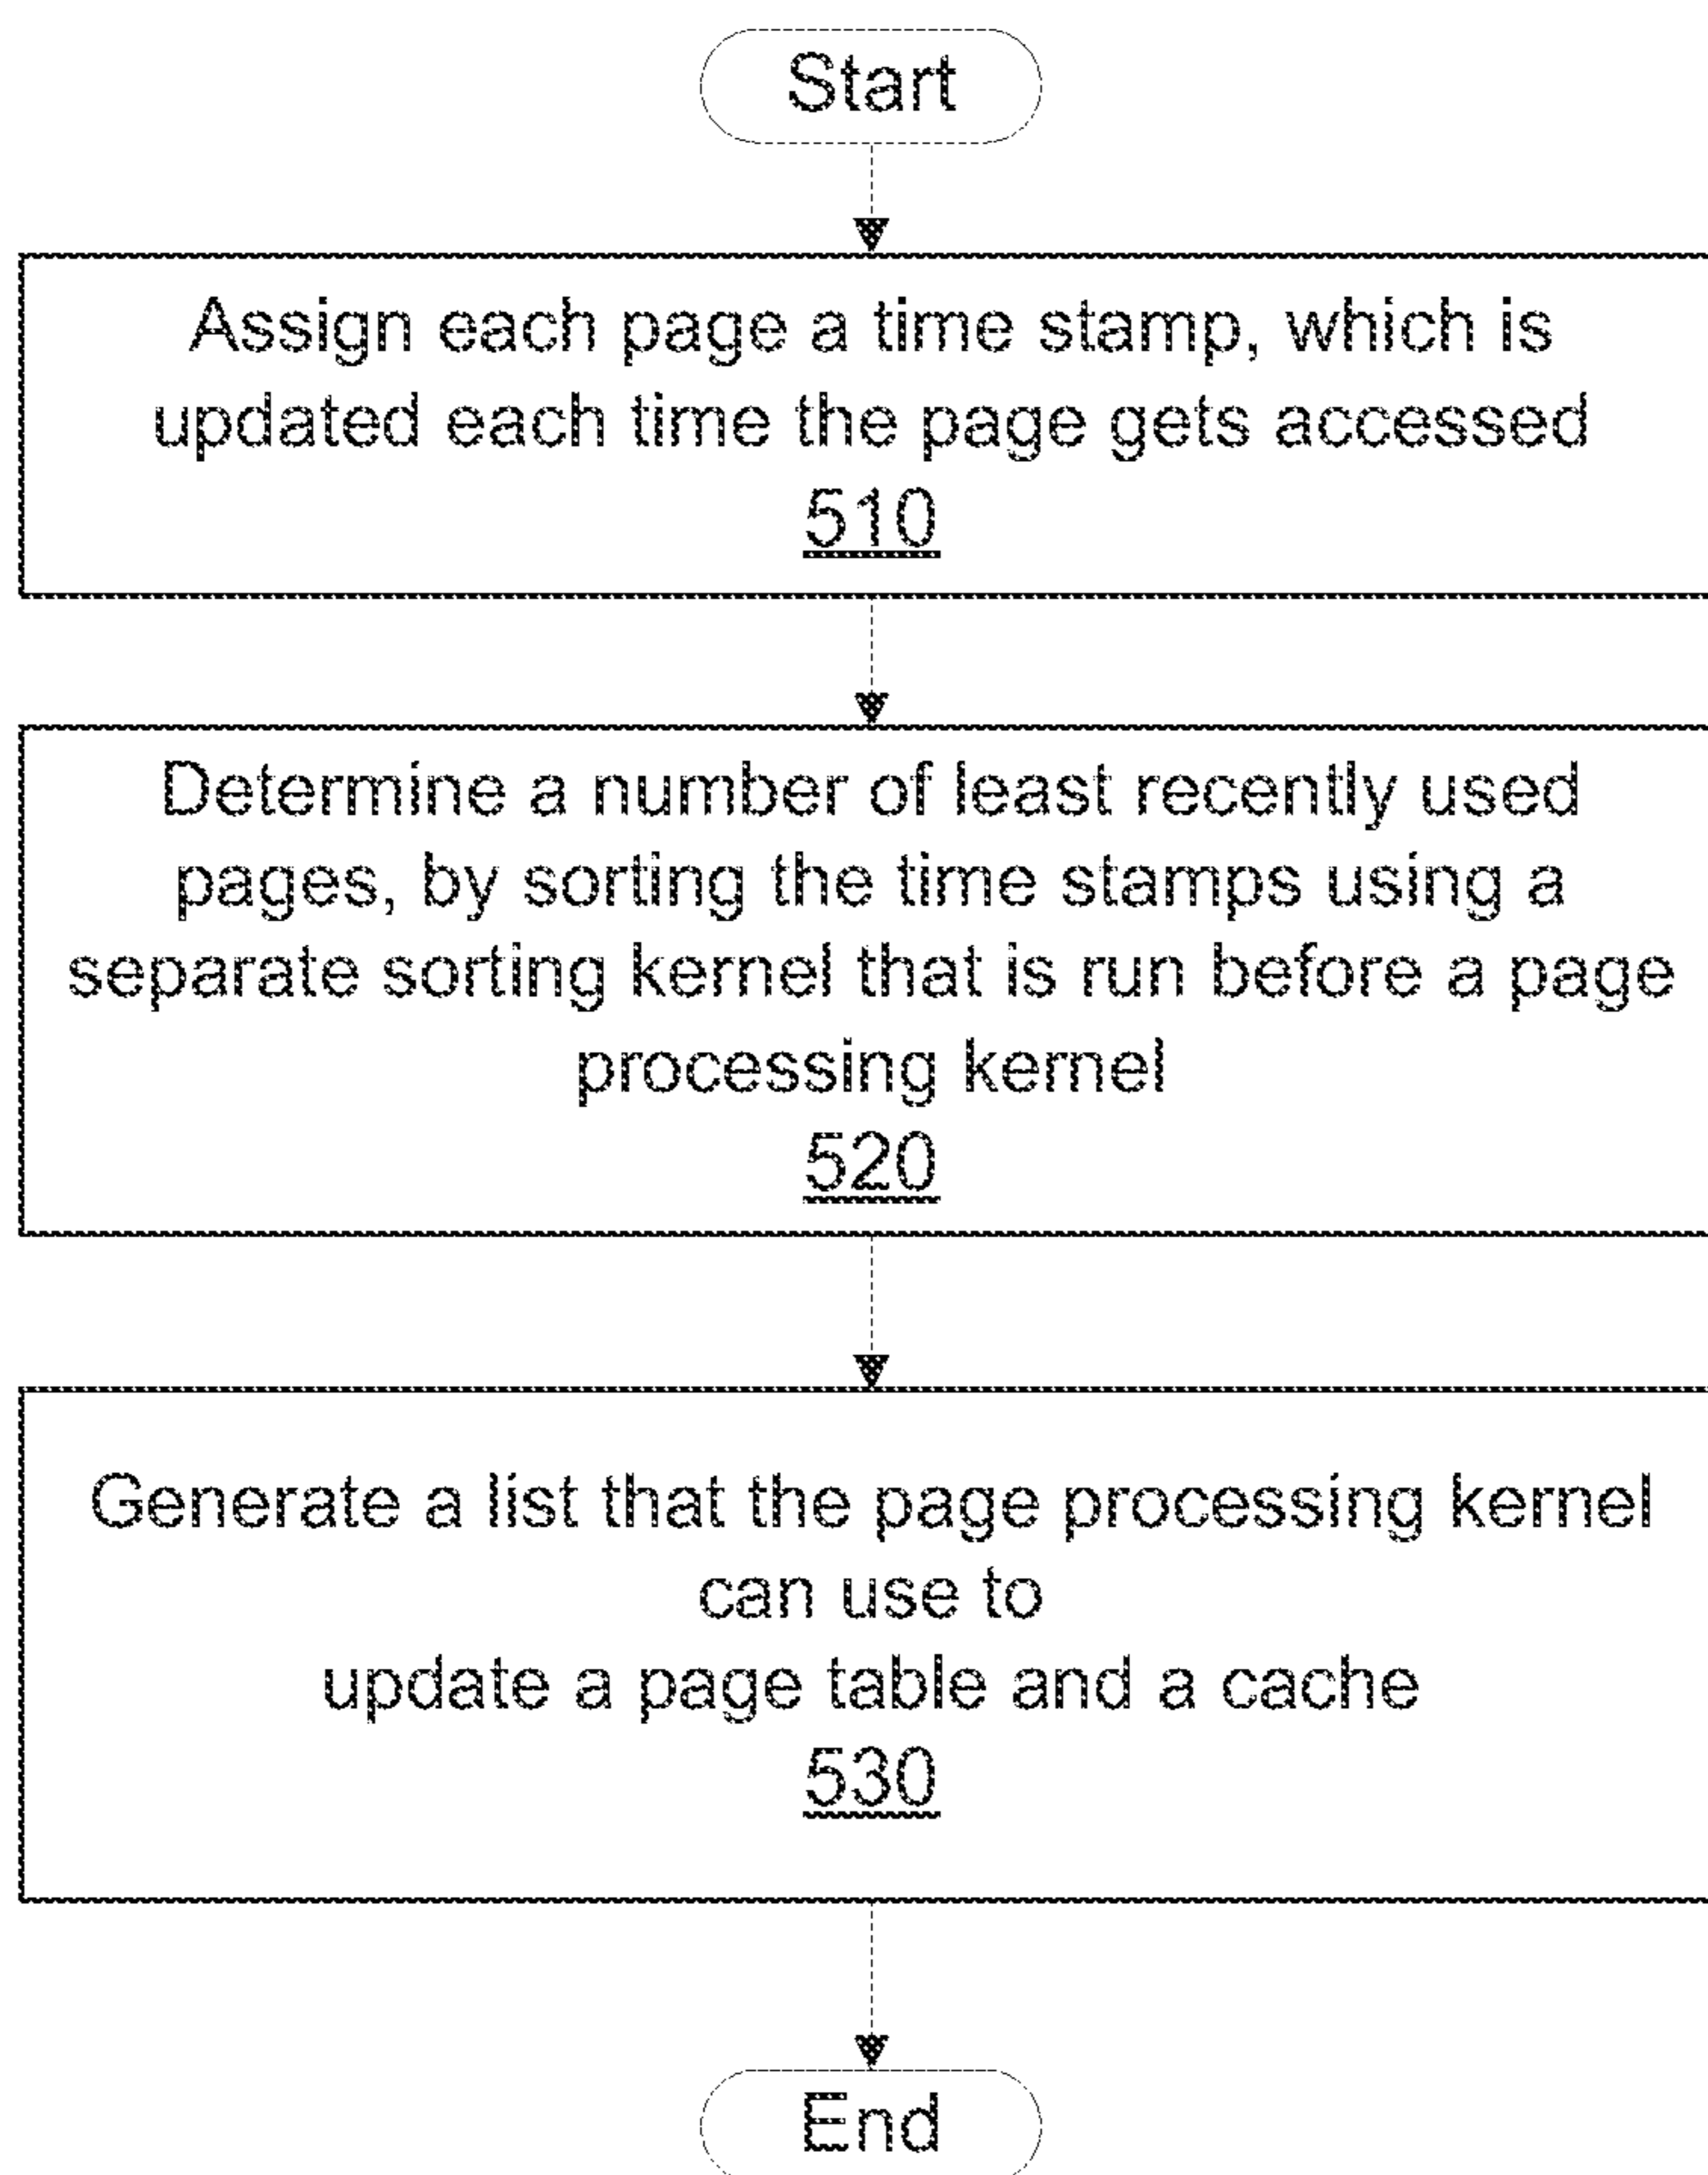 Start
Assign each page a time stamp, which is
updated each time the page gets accessed
510
Determine a number of least recently used
pages, by sorting the time stamps using a
separate sorting kernel that is run before a page
processing kernel
520
Generate a list that the page processing kernel
can use to
update a page table and a cache
530
End